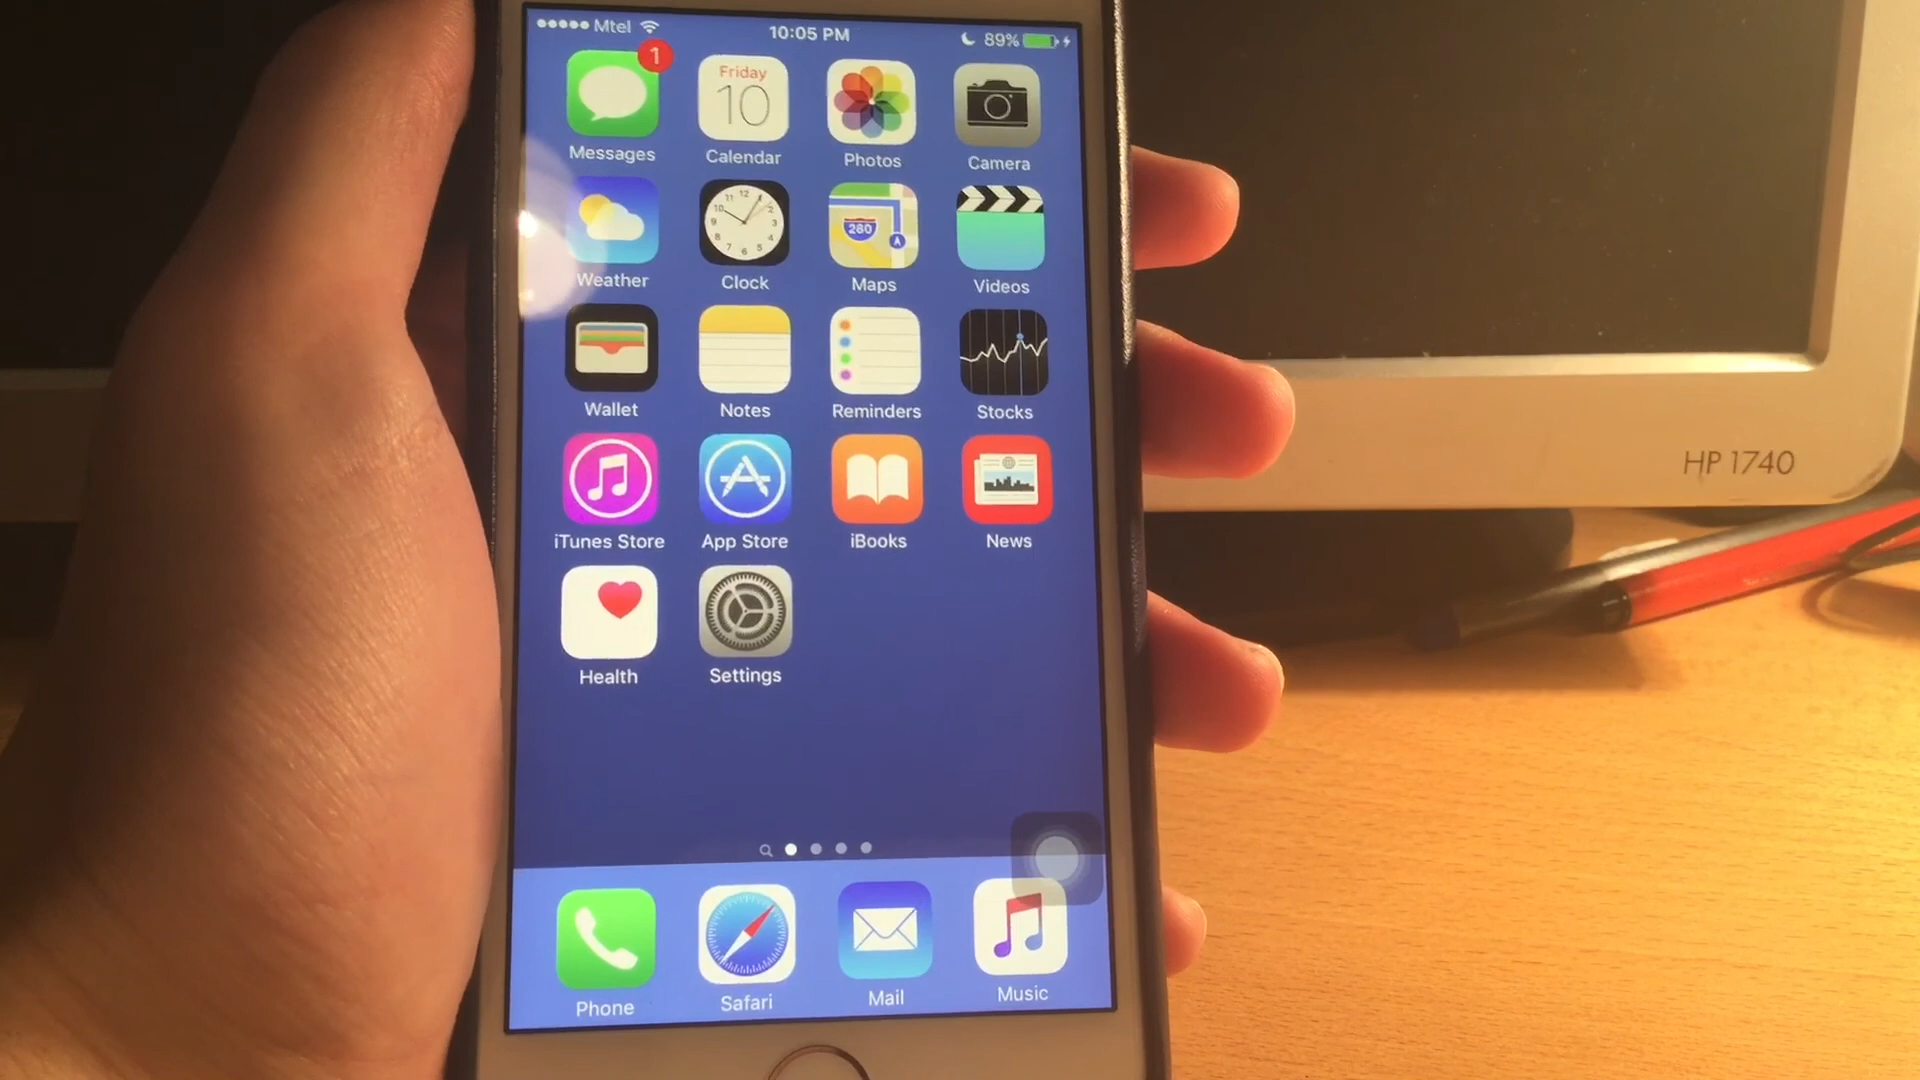 Mtel 10:05 PM 89%
1
Friday
10
Messages Calendar Photos Camera
280
A
Weather Clock Maps Videos
Wallet Notes Reminders Stocks
iTunes Store App Store iBooks News
Health Settings
Phone Safari Mail Music
HP 1740